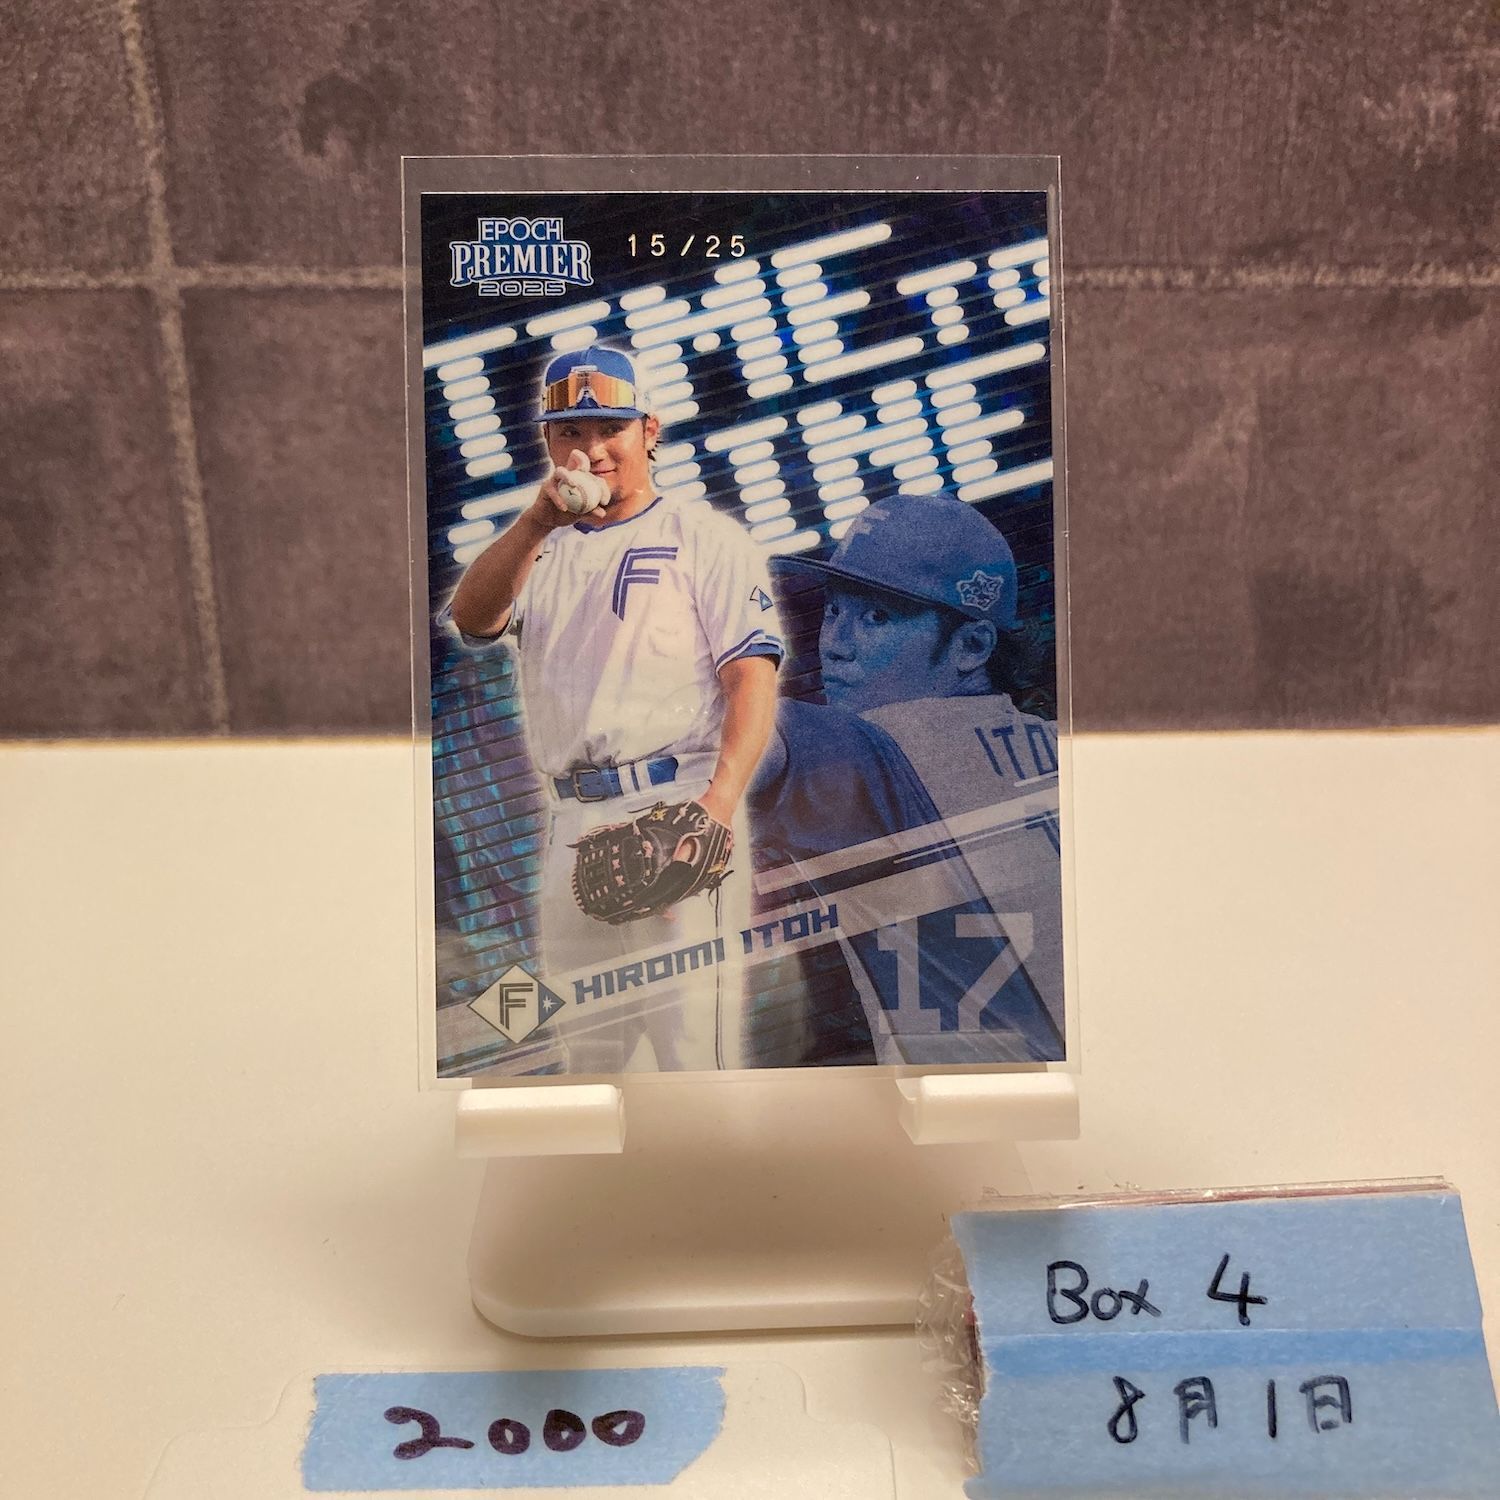 EPOCH
PREMIER
2025
15/25
TIME TO
SHINE
F
ITO
HIROMI ITOH
F
17
Box 4
8月1日
2000